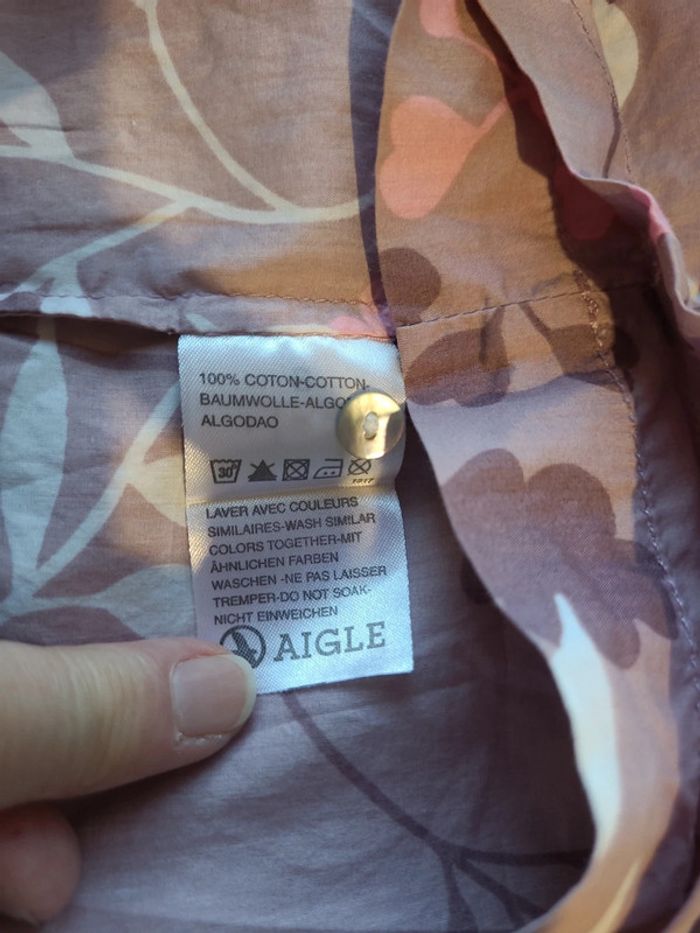 100% COTON-COTTON-
BAUMWOLLE-
ALGODAO
30°
LAVER AVEC COULEURS
SIMILAIRES-WASH SIMILAR
COLORS TOGETHER-MIT
ÄHNLICHEN FARBEN
WASCHEN -NE PAS LAISSER
TREMPER-DO NOT SOAK-
NICHT EINWEICHEN
AIGLE